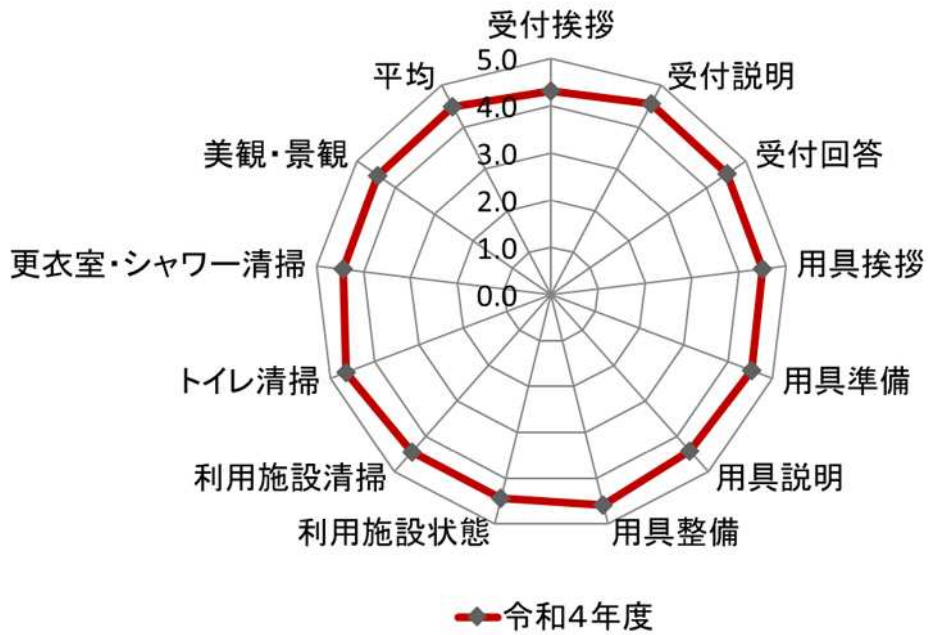 受付挨拶
受付説明
受付回答
用具挨拶
用具準備
用具説明
用具整備
利用施設状態
利用施設清掃
トイレ清掃
更衣室・シャワー清掃
美観・景観
平均
5.0
4.0
3.0
2.0
1.0
0.0
令和4年度